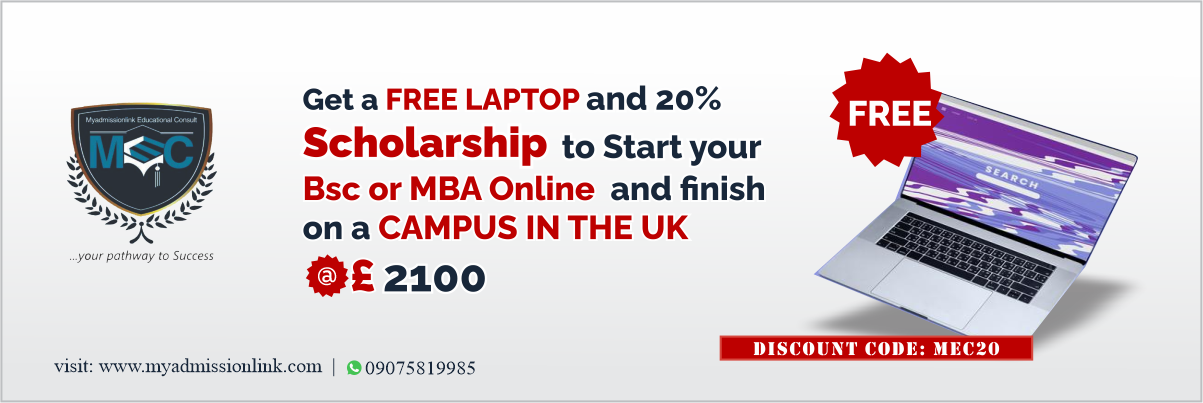 Get a FREE LAPTOP and 20%
Scholarship to Start your
Bsc or MBA Online and finish
on a CAMPUS IN THE UK
@ £ 2100
Myadmissionlink Educational Consult
MEC
...your pathway to Success
FREE
SEARCH
DISCOUNT CODE: MEC20
visit: www.myadmissionlink.com | 09075819985